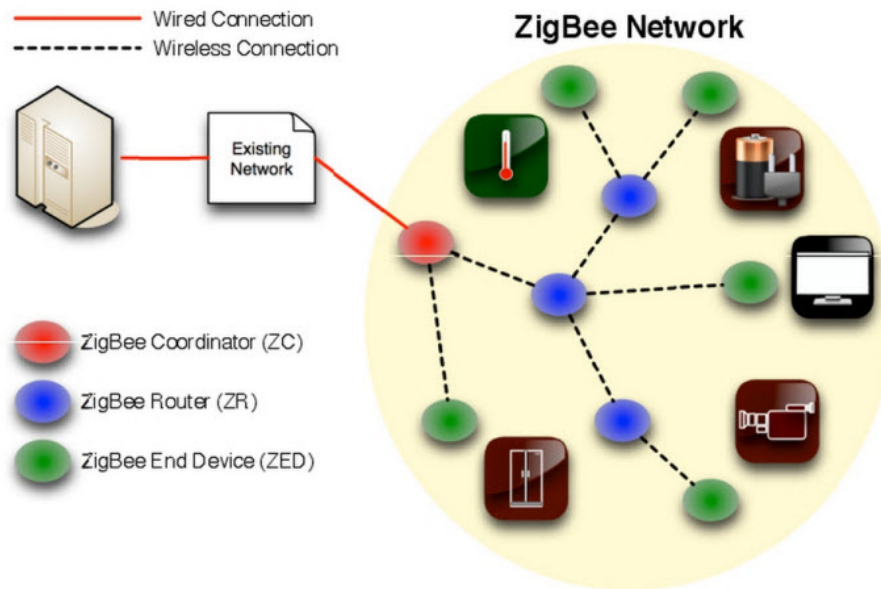 Wired Connection
Wireless Connection
ZigBee Network
Existing
Network
ZigBee Coordinator (ZC)
ZigBee Router (ZR)
ZigBee End Device (ZED)